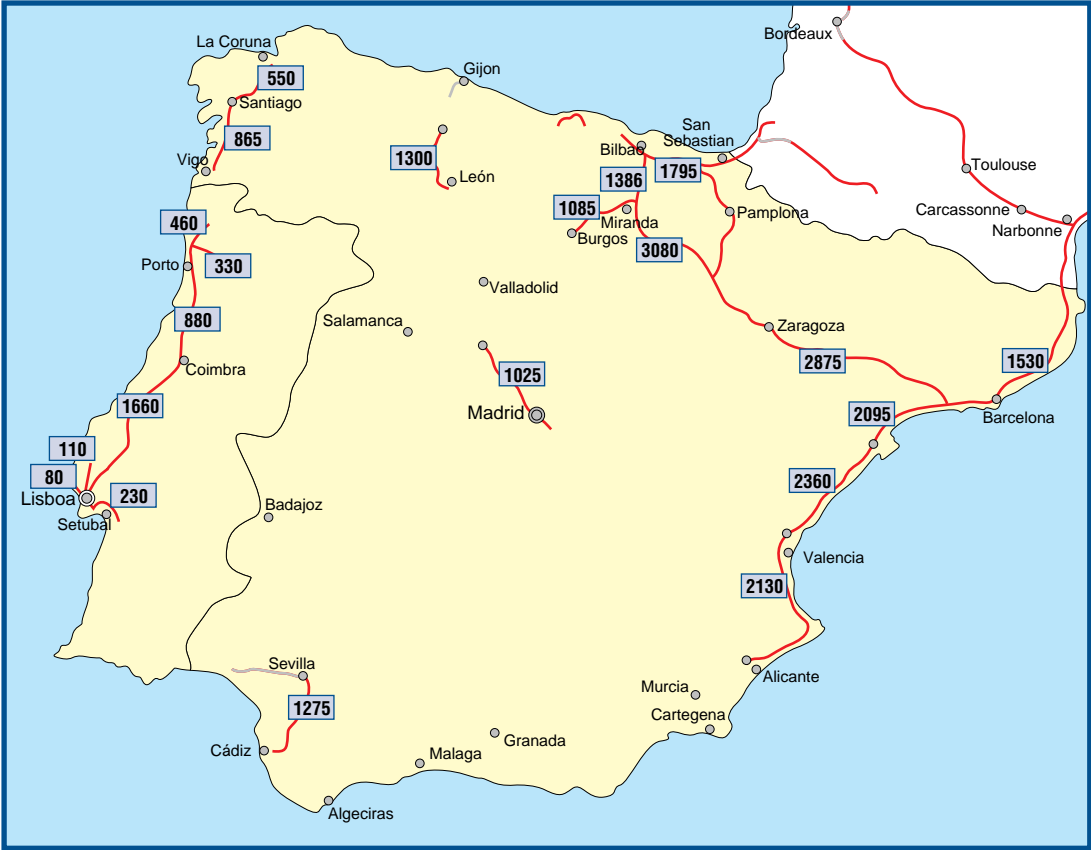 Bordeaux
La Coruna
Gijon
550
Santiago
San
Sebastian
865
Bilbao
Vigo
1300
León
1795
Toulouse
1386
1085
Miranda
Pamplona
Carcassonne
Narbonne
460
Burgos
3080
Porto
330
Valladolid
880
Salamanca
Zaragoza
Coimbra
2875
1530
1025
1660
Madrid
2095
Barcelona
110
80
2360
Lisboa
230
Setubal
Badajoz
Valencia
2130
Sevilla
Alicante
Murcia
1275
Cartegena
Cádiz
Granada
Malaga
Algeciras